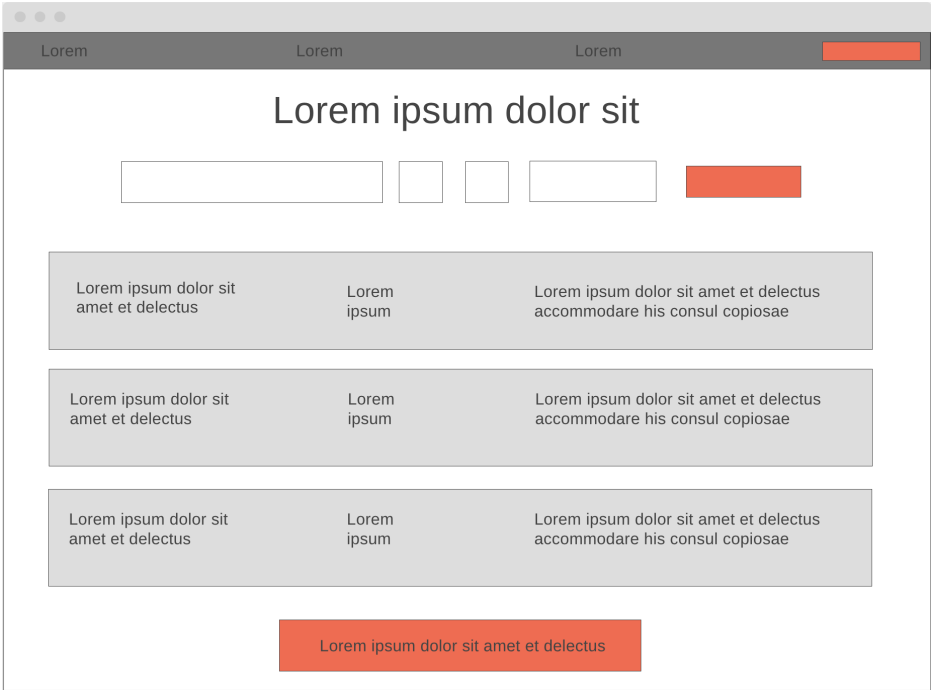 Lorem
Lorem
Lorem
Lorem ipsum dolor sit
Lorem ipsum dolor sit
amet et delectus
Lorem
ipsum
Lorem ipsum dolor sit amet et delectus
accommodare his consul copiosae
Lorem ipsum dolor sit
amet et delectus
Lorem
ipsum
Lorem ipsum dolor sit amet et delectus
accommodare his consul copiosae
Lorem ipsum dolor sit
amet et delectus
Lorem
ipsum
Lorem ipsum dolor sit amet et delectus
accommodare his consul copiosae
Lorem ipsum dolor sit amet et delectus